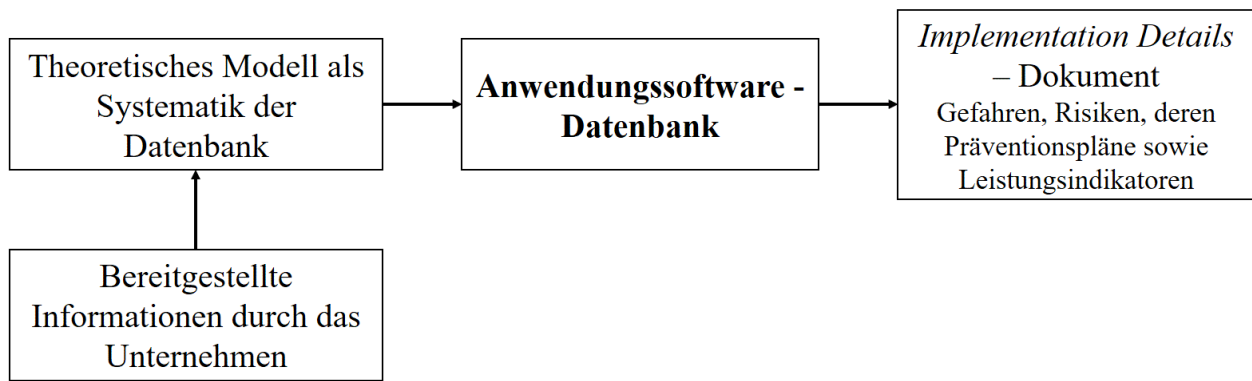 Theoretisches Modell als
Systematik der
Datenbank
Anwendungssoftware -
Datenbank
Implementation Details
– Dokument
Gefahren, Risiken, deren
Präventionspläne sowie
Leistungsindikatoren
Bereitgestellte
Informationen durch das
Unternehmen